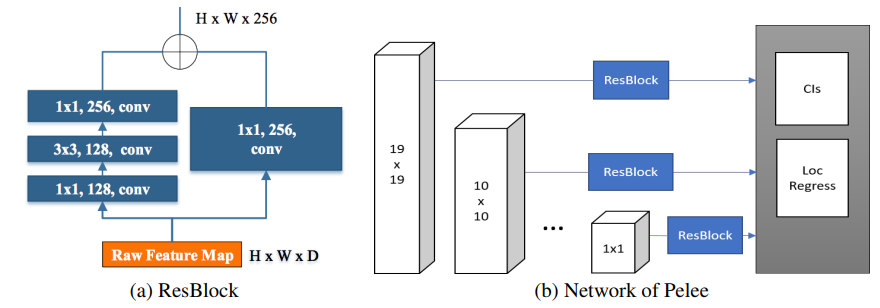 H x W x 256
1x1, 256, conv
3x3, 128, conv
1x1, 128, conv
1x1, 256,
conv
Raw Feature Map
H x W x D
(a) ResBlock
19
x
19
10
x
10
...
1x1
ResBlock
ResBlock
ResBlock
Cls
Loc
Regress
(b) Network of Pelee